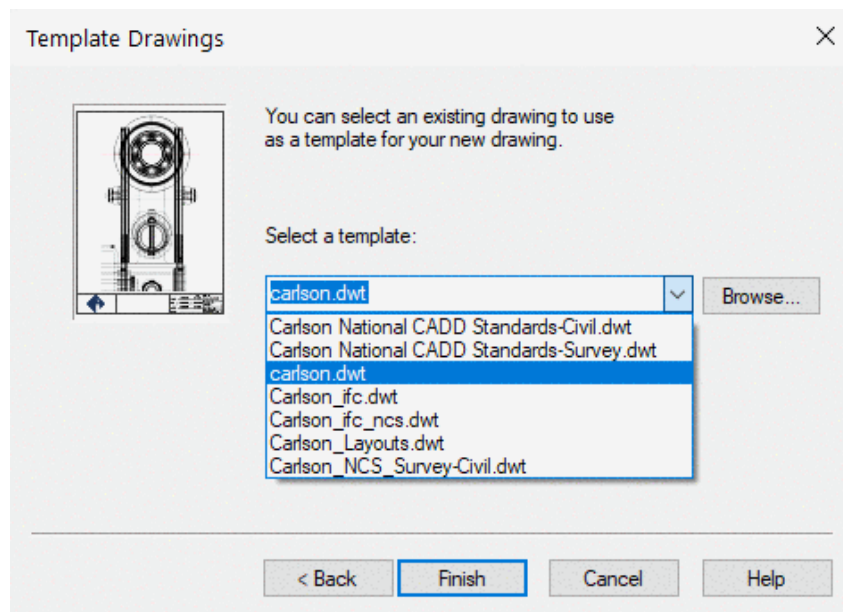 Template Drawings
You can select an existing drawing to use
as a template for your new drawing.
Select a template:
carlson.dwt
Browse...
Carlson National CADD Standards-Civil.dwt
Carlson National CADD Standards-Survey.dwt
carlson.dwt
Carlson_ifc.dwt
Carlson_ifc_ncs.dwt
Carlson_Layouts.dwt
Carlson_NCS_Survey-Civil.dwt
< Back
Finish
Cancel
Help